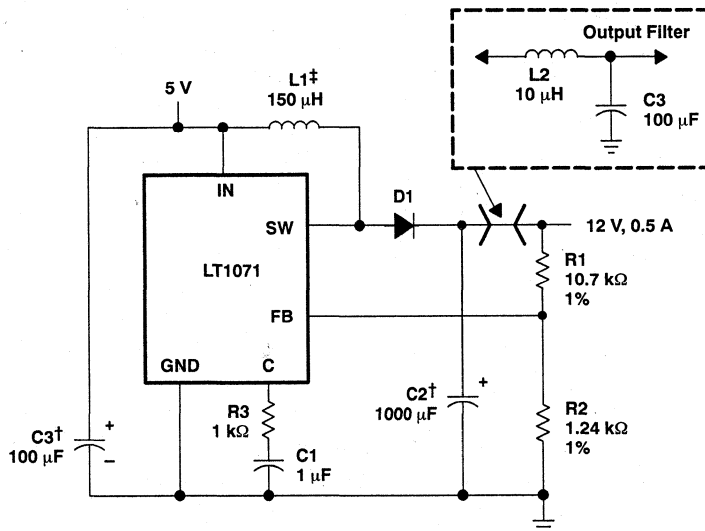 Output Filter
L2
10 μH
C3
100 μF
5 V
L1‡
150 μH
IN
SW
D1
12 V, 0.5 A
LT1071
R1
10.7 kΩ
1%
FB
GND
C
C2†
1000 μF
+
R2
1.24 kΩ
1%
R3
1 kΩ
C3†
100 μF
+
–
C1
1 μF